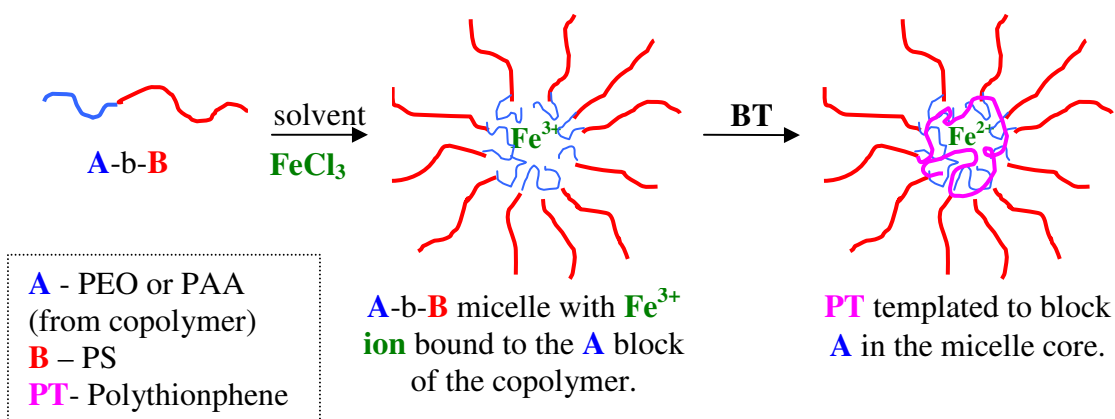 A-b-B
solvent
FeCl₃
Fe³⁺
BT
Fe²⁺
A - PEO or PAA
(from copolymer)
B – PS
PT- Polythionphene
A-b-B micelle with Fe³⁺
ion bound to the A block
of the copolymer.
PT templated to block
A in the micelle core.